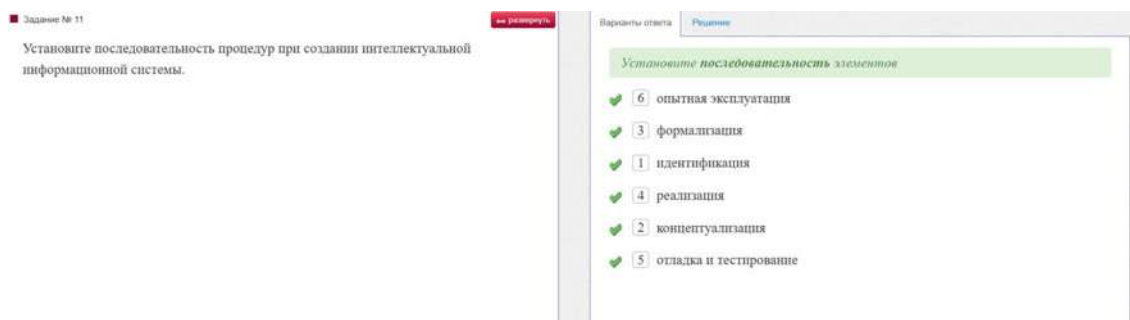 Задание № 11
развернуть
Установите последовательность процедур при создании интеллектуальной
информационной системы.
Варианты ответа
Решение
Установите последовательность элементов
6 опытная эксплуатация
3 формализация
1 идентификация
4 реализация
2 концептуализация
5 отладка и тестирование